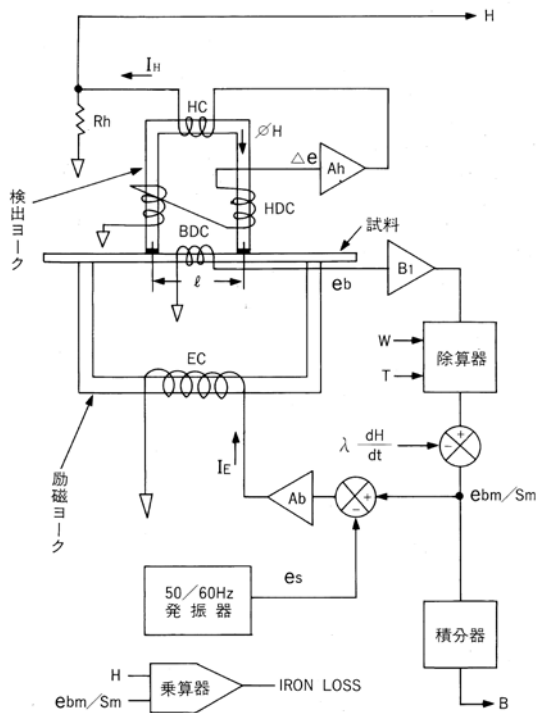 H
IH
HC
Rh
øH
△e
Ah
検出ヨーク
HDC
BDC
試料
ℓ
eb
B1
EC
W
T
除算器
λ dH/dt
- +
励磁ヨーク
IE
Ab
+
-
ebm/Sm
es
50/60Hz
発振器
積分器
B
H
ebm/Sm
乗算器
IRON LOSS